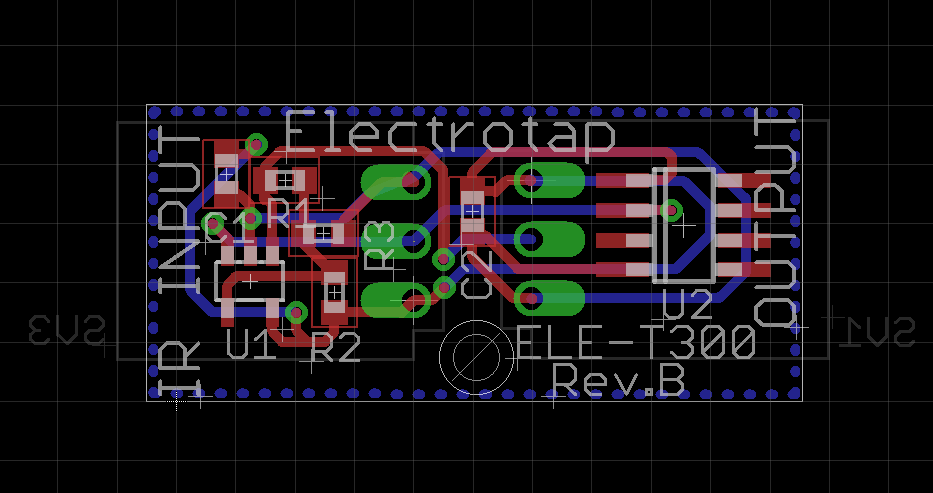 Electrotap
IR INPUT
OUTPUT
C1
R1
R3
C2
U1
R2
U2
SV3
SV1
ELE-T300
Rev.B